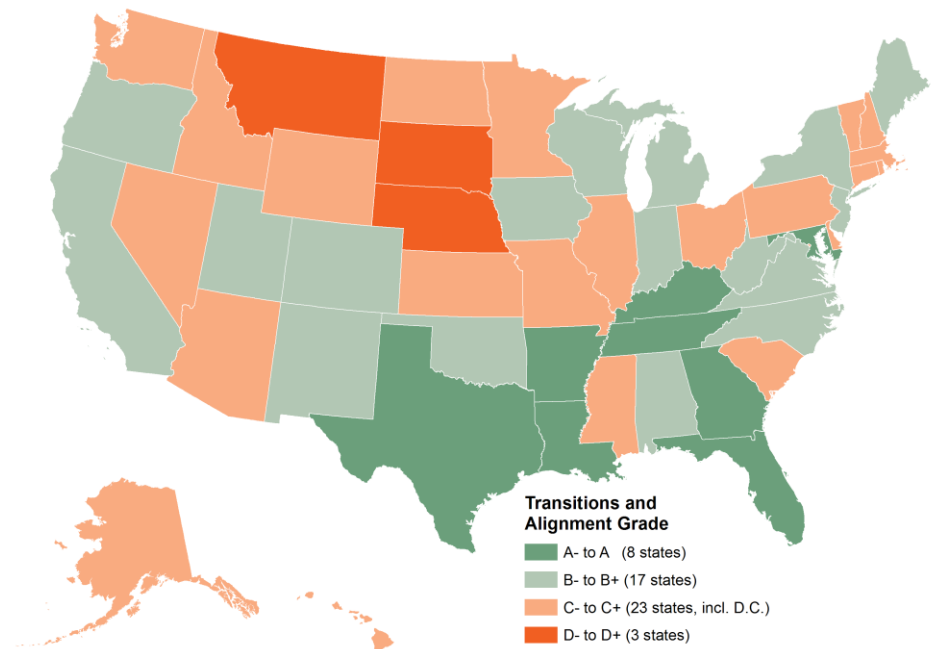 Transitions and
Alignment Grade
A- to A (8 states)
B- to B+ (17 states)
C- to C+ (23 states, incl. D.C.)
D- to D+ (3 states)